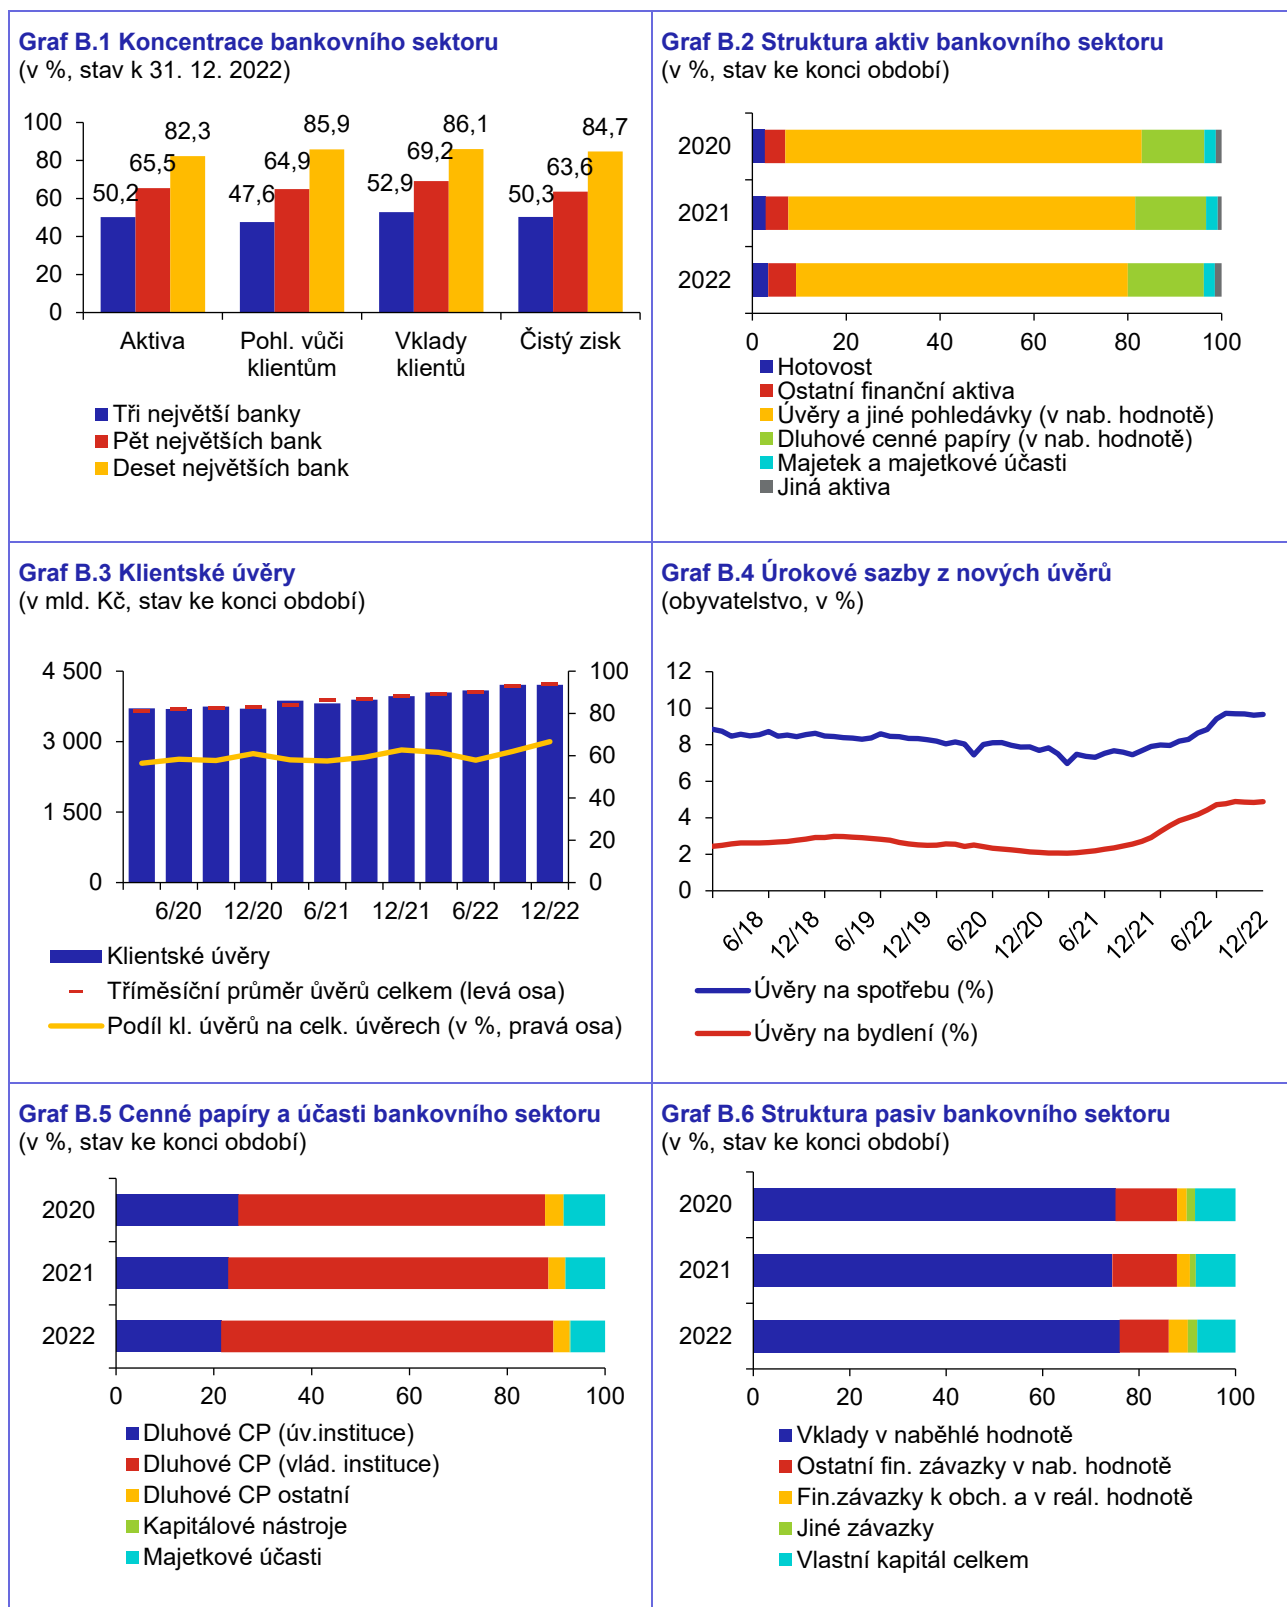 Graf B.1 Koncentrace bankovního sektoru
(v %, stav k 31. 12. 2022)
100
80
60
40
20
0
50,2
65,5
82,3
47,6
64,9
85,9
52,9
69,2
86,1
50,3
63,6
84,7
Aktiva
Pohl. vůči
klientům
Vklady
klientů
Čistý zisk
Tři největší banky
Pět největších bank
Deset největších bank
Graf B.2 Struktura aktiv bankovního sektoru
(v %, stav ke konci období)
2020
2021
2022
0 20 40 60 80 100
Hotovost
Ostatní finanční aktiva
Úvěry a jiné pohledávky (v nab. hodnotě)
Dluhové cenné papíry (v nab. hodnotě)
Majetek a majetkové účasti
Jiná aktiva
Graf B.3 Klientské úvěry
(v mld. Kč, stav ke konci období)
4 500
3 000
1 500
0
100
80
60
40
20
0
6/20 12/20 6/21 12/21 6/22 12/22
Klientské úvěry
Tříměsíční průměr ůvěrů celkem (levá osa)
Podíl kl. úvěrů na celk. úvěrech (v %, pravá osa)
Graf B.4 Úrokové sazby z nových úvěrů
(obyvatelstvo, v %)
12
10
8
6
4
2
0
6/18 12/18 6/19 12/19 6/20 12/20 6/21 12/21 6/22 12/22
Úvěry na spotřebu (%)
Úvěry na bydlení (%)
Graf B.5 Cenné papíry a účasti bankovního sektoru
(v %, stav ke konci období)
2020
2021
2022
0 20 40 60 80 100
Dluhové CP (úv.instituce)
Dluhové CP (vlád. instituce)
Dluhové CP ostatní
Kapitálové nástroje
Majetkové účasti
Graf B.6 Struktura pasiv bankovního sektoru
(v %, stav ke konci období)
2020
2021
2022
0 20 40 60 80 100
Vklady v naběhlé hodnotě
Ostatní fin. závazky v nab. hodnotě
Fin.závazky k obch. a v reál. hodnotě
Jiné závazky
Vlastní kapitál celkem